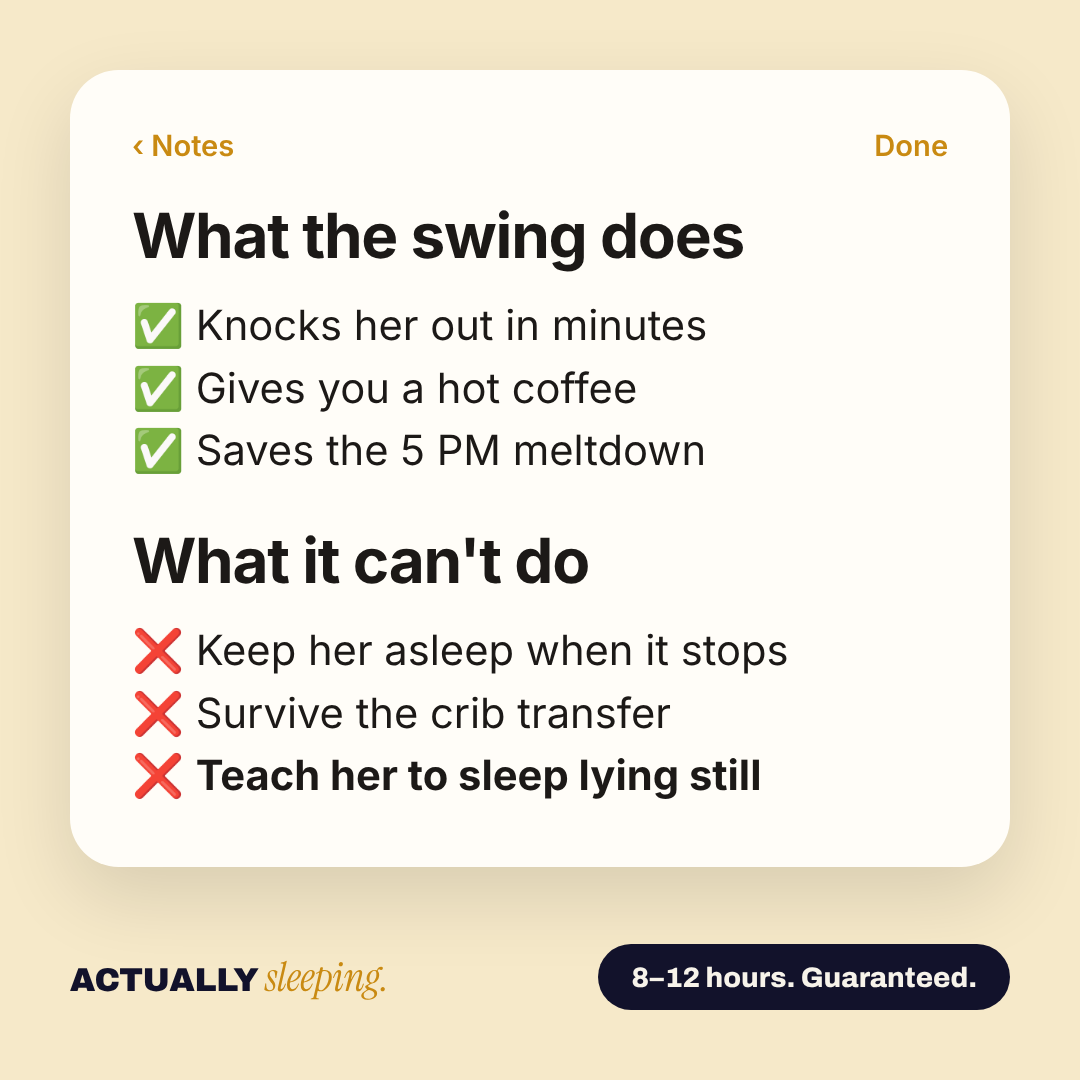 ‹ Notes
Done
What the swing does
✅ Knocks her out in minutes
✅ Gives you a hot coffee
✅ Saves the 5 PM meltdown
What it can't do
❌ Keep her asleep when it stops
❌ Survive the crib transfer
❌ Teach her to sleep lying still
ACTUALLY sleeping.
8–12 hours. Guaranteed.